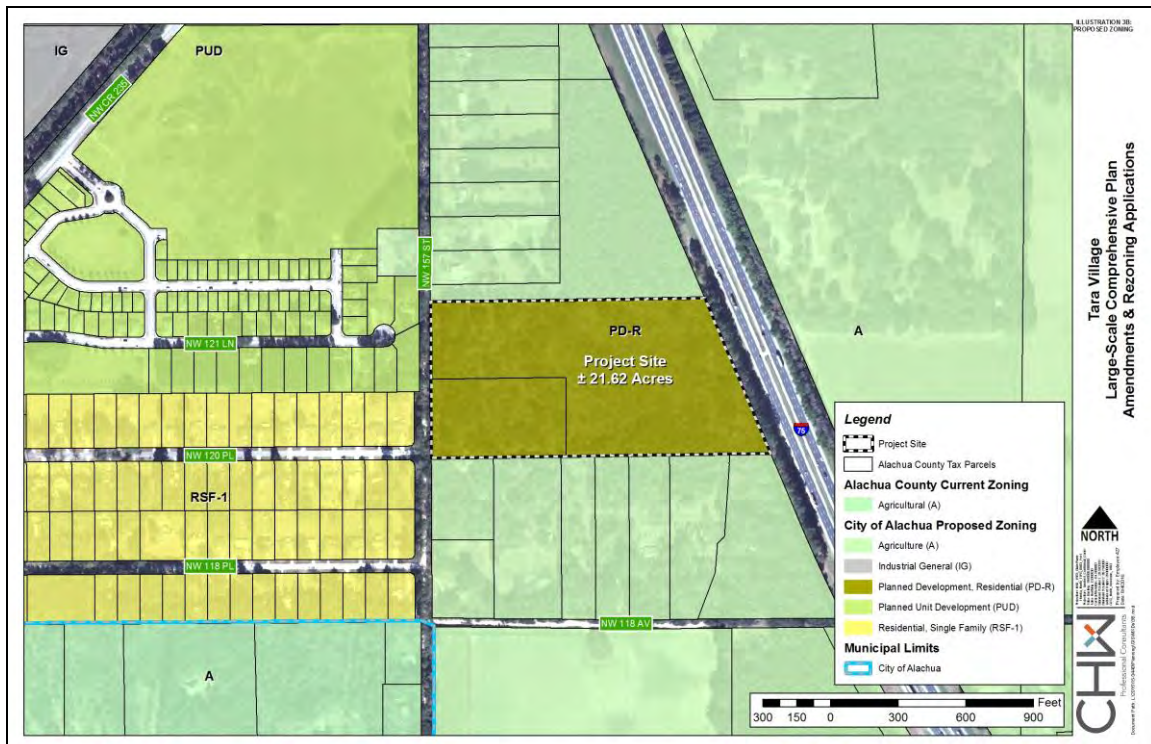 ILLUSTRATION 3B:
PROPOSED ZONING
IG
PUD
NW CR 235
NW 157 ST
NW 121 LN
PD-R
Project Site
± 21.62 Acres
A
NW 120 PL
RSF-1
NW 118 PL
NW 118 AV
A
75
Legend
Project Site
Alachua County Tax Parcels
Alachua County Current Zoning
Agricultural (A)
City of Alachua Proposed Zoning
Agriculture (A)
Industrial General (IG)
Planned Development, Residential (PD-R)
Planned Unit Development (PUD)
Residential, Single Family (RSF-1)
Municipal Limits
City of Alachua
Feet
300 150 0 300 600 900
Tara Village
Large-Scale Comprehensive Plan
Amendments & Rezoning Applications
NORTH
CHW
Professional Consultants